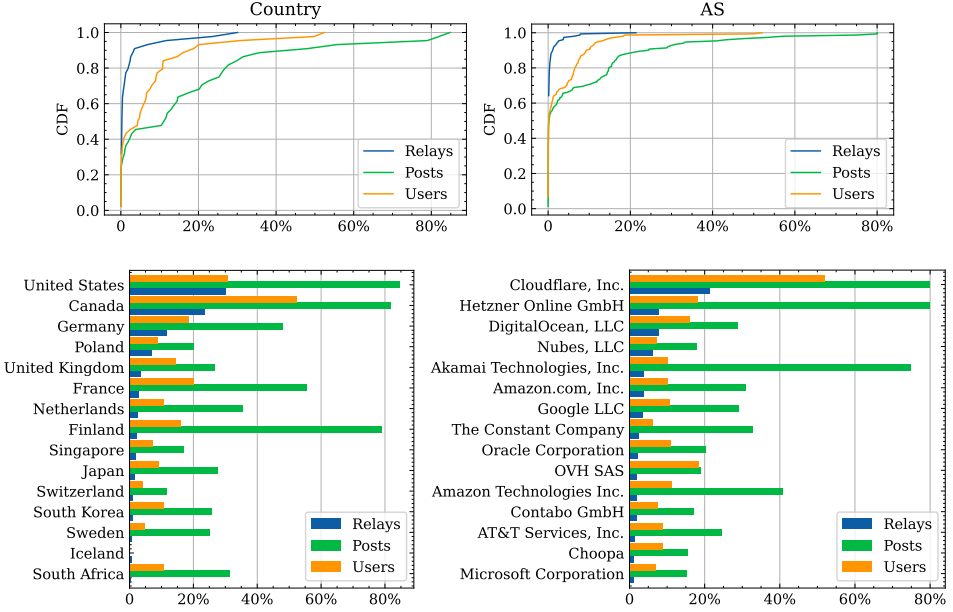 Country
CDF
1.0
0.8
0.6
0.4
0.2
0.0
0
20%
40%
60%
80%
Relays
Posts
Users
AS
CDF
1.0
0.8
0.6
0.4
0.2
0.0
0
20%
40%
60%
80%
Relays
Posts
Users
United States
Canada
Germany
Poland
United Kingdom
France
Netherlands
Finland
Singapore
Japan
Switzerland
South Korea
Sweden
Iceland
South Africa
0
20%
40%
60%
80%
Relays
Posts
Users
Cloudflare, Inc.
Hetzner Online GmbH
DigitalOcean, LLC
Nubes, LLC
Akamai Technologies, Inc.
Amazon.com, Inc.
Google LLC
The Constant Company
Oracle Corporation
OVH SAS
Amazon Technologies Inc.
Contabo GmbH
AT&T Services, Inc.
Choopa
Microsoft Corporation
0
20%
40%
60%
80%
Relays
Posts
Users